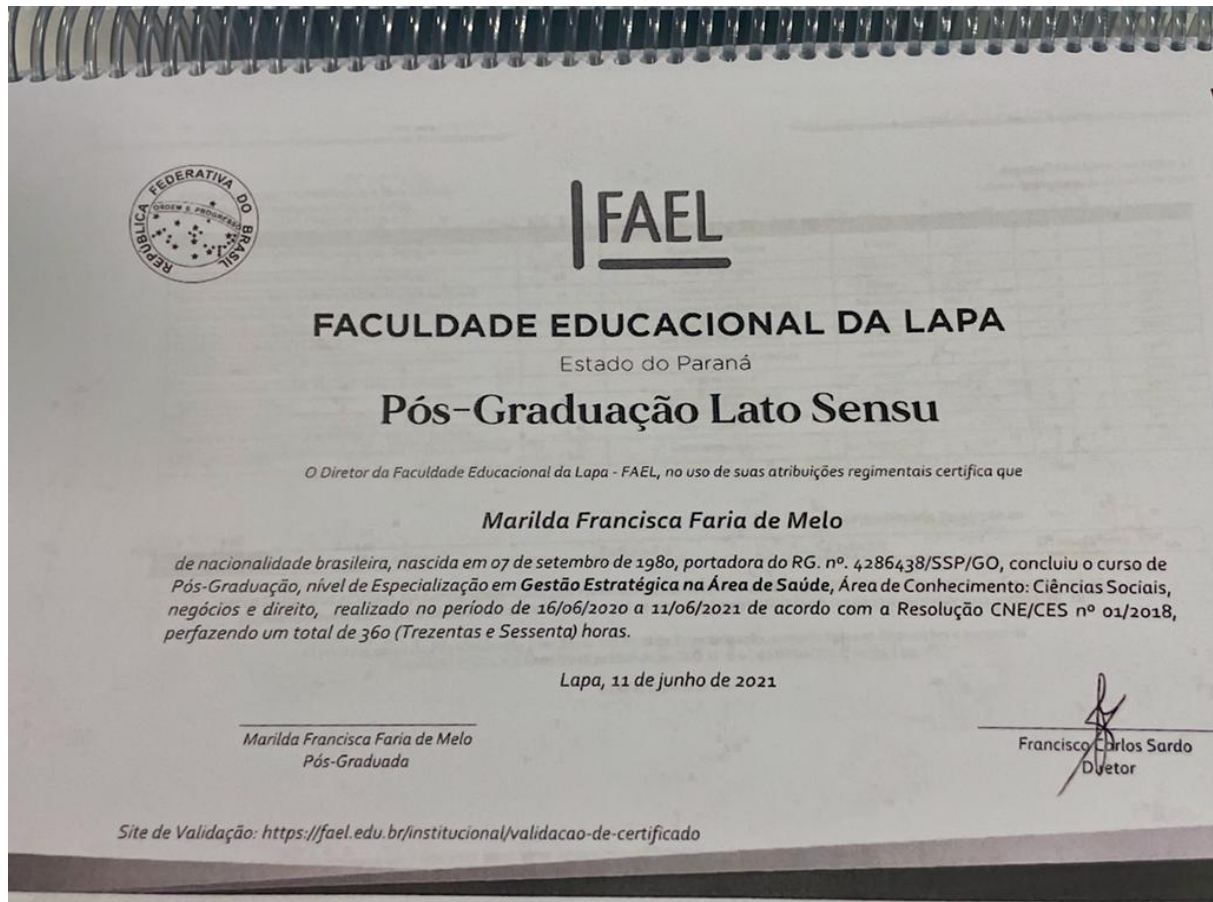 REPÚBLICA FEDERATIVA DO BRASIL
ORDEM E PROGRESSO
FAEL
FACULDADE EDUCACIONAL DA LAPA
Estado do Paraná
Pós-Graduação Lato Sensu
O Diretor da Faculdade Educacional da Lapa - FAEL, no uso de suas atribuições regimentais certifica que
Marilda Francisca Faria de Melo
de nacionalidade brasileira, nascida em 07 de setembro de 1980, portadora do RG. nº. 4286438/SSP/GO, concluiu o curso de
Pós-Graduação, nível de Especialização em Gestão Estratégica na Área de Saúde, Área de Conhecimento: Ciências Sociais,
negócios e direito, realizado no período de 16/06/2020 a 11/06/2021 de acordo com a Resolução CNE/CES nº 01/2018,
perfazendo um total de 360 (Trezentas e Sessenta) horas.
Lapa, 11 de junho de 2021
Marilda Francisca Faria de Melo
Pós-Graduada
Francisco Carlos Sardo
Diretor
Site de Validação: https://fael.edu.br/institucional/validacao-de-certificado